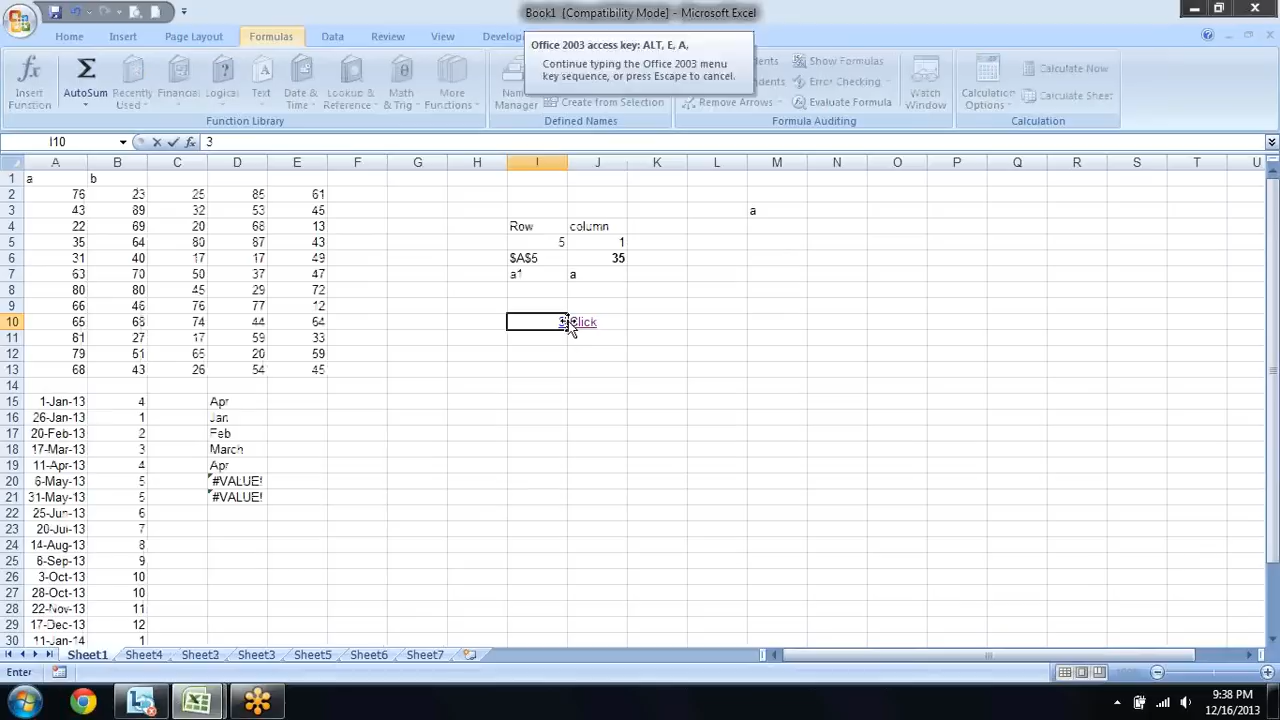 Book1 [Compatibility Mode] - Microsoft Excel
Home Insert Page Layout Formulas Data Review View
Office 2003 access key: ALT, E, A,
Continue typing the Office 2003 menu
key sequence, or press Escape to cancel.
Insert Function
AutoSum
Recently Used
Financial
Logical
Text
Date & Time
Lookup & Reference
Math & Trig
More Functions
Function Library
Name Manager
Create from Selection
Defined Names
Show Formulas
Error Checking
Remove Arrows
Evaluate Formula
Watch Window
Formula Auditing
Calculation Options
Calculate Now
Calculate Sheet
Calculation
I10 fx 3
A B C D E F G H I J K L M N O P Q R S T U
1 a b
2 76 23 25 85 61
3 43 89 32 53 45 a
4 22 69 20 68 13 Row column
5 35 64 80 87 43 5 1
6 31 40 17 17 49 $A$5 35
7 63 70 50 37 47 a1 a
8 80 80 45 29 72
9 66 46 76 77 12
10 65 68 74 44 64 Click
11 81 27 17 59 33
12 79 61 65 20 59
13 68 43 26 54 45
14
15 1-Jan-13 4 Apr
16 26-Jan-13 1 Jan
17 20-Feb-13 2 Feb
18 17-Mar-13 3 March
19 11-Apr-13 4 Apr
20 6-May-13 5 #VALUE!
21 31-May-13 5 #VALUE!
22 25-Jun-13 6
23 20-Jul-13 7
24 14-Aug-13 8
25 8-Sep-13 9
26 3-Oct-13 10
27 28-Oct-13 10
28 22-Nov-13 11
29 17-Dec-13 12
30 11-Jan-14 1
Sheet1 Sheet4 Sheet2 Sheet3 Sheet5 Sheet6 Sheet7
Enter
9:38 PM
12/16/2013